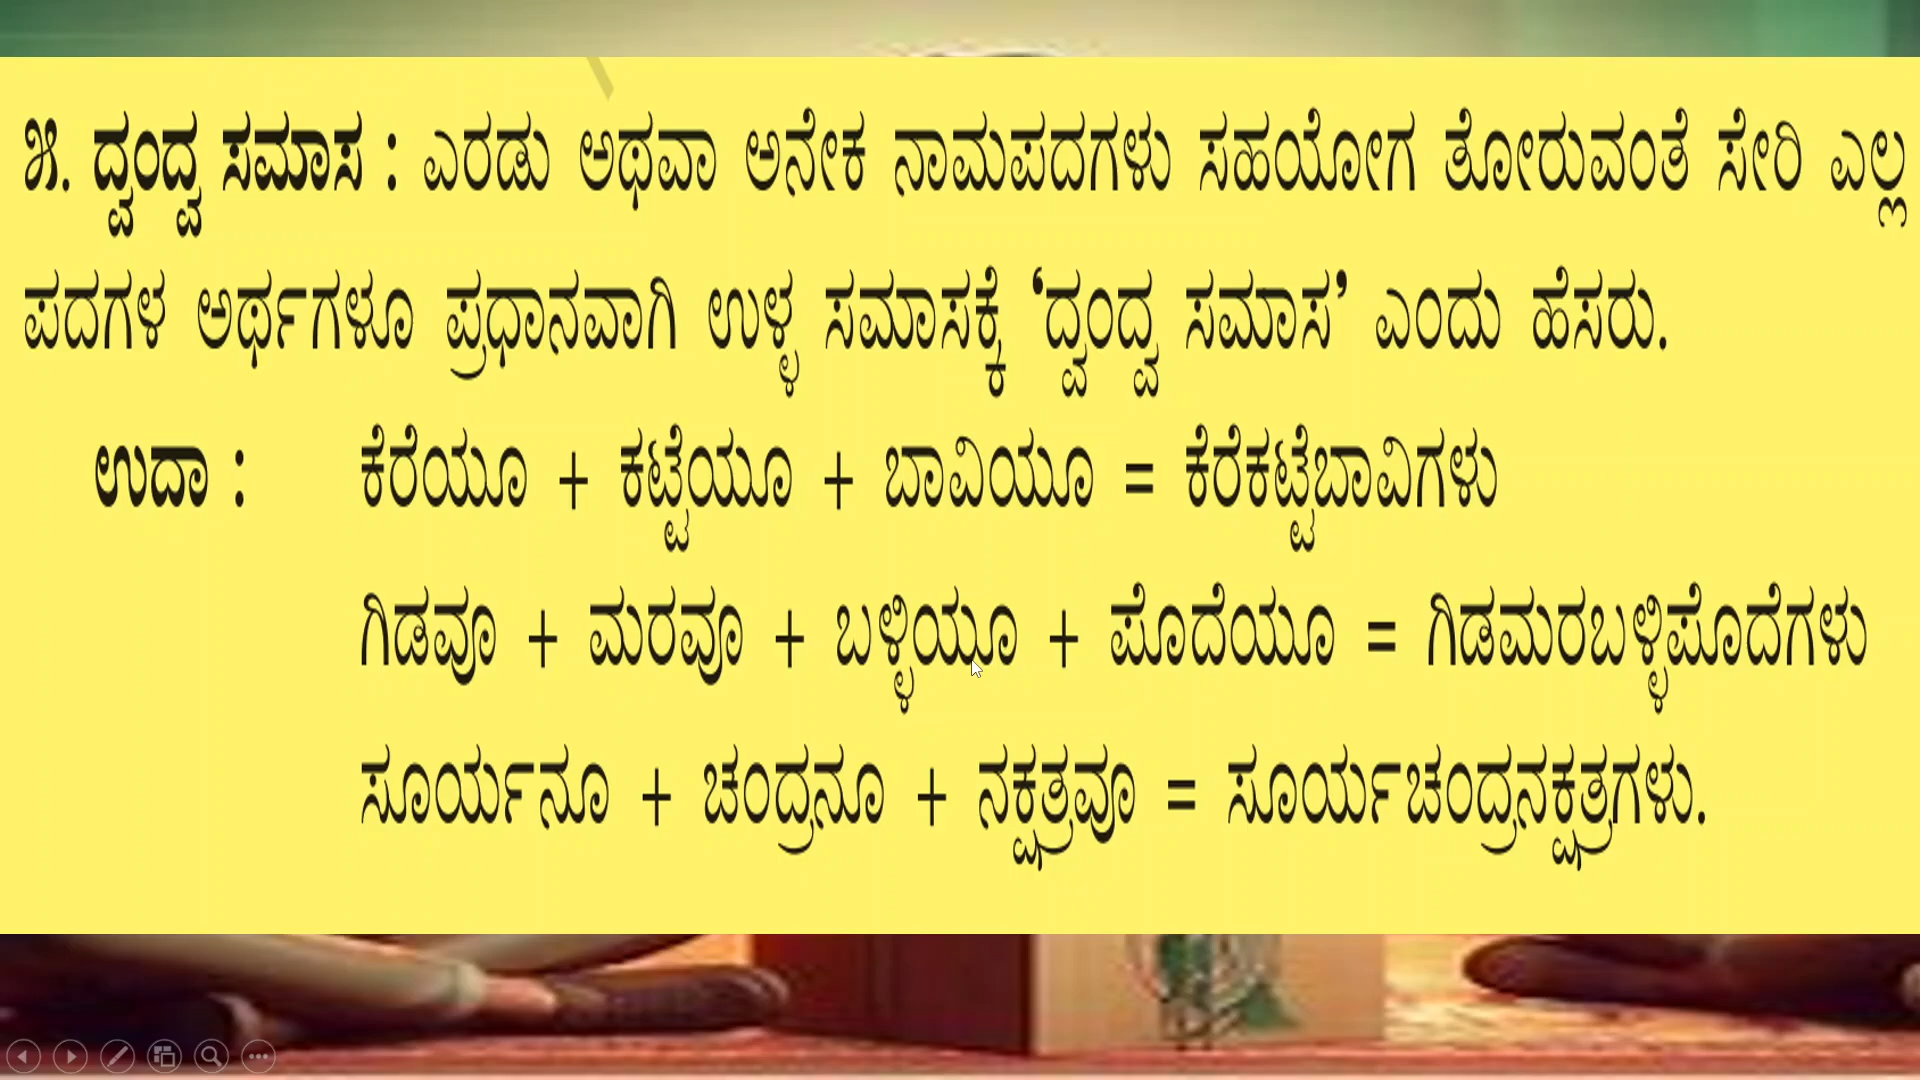 ೫. ದ್ವಂದ್ವ ಸಮಾಸ : ಎರಡು ಅಥವಾ ಅನೇಕ ನಾಮಪದಗಳು ಸಹಯೋಗ ತೋರುವಂತೆ ಸೇರಿ ಎಲ್ಲ
ಪದಗಳ ಅರ್ಥಗಳೂ ಪ್ರಧಾನವಾಗಿ ಉಳ್ಳ ಸಮಾಸಕ್ಕೆ ‘ದ್ವಂದ್ವ ಸಮಾಸ’ ಎಂದು ಹೆಸರು.
ಉದಾ : ಕೆರೆಯೂ + ಕಟ್ಟೆಯೂ + ಬಾವಿಯೂ = ಕೆರೆಕಟ್ಟೆಬಾವಿಗಳು
ಗಿಡವೂ + ಮರವೂ + ಬಳ್ಳಿಯೂ + ಪೊದೆಯೂ = ಗಿಡಮರಬಳ್ಳಿಪೊದೆಗಳು
ಸೂರ್ಯನೂ + ಚಂದ್ರನೂ + ನಕ್ಷತ್ರವೂ = ಸೂರ್ಯಚಂದ್ರನಕ್ಷತ್ರಗಳು.